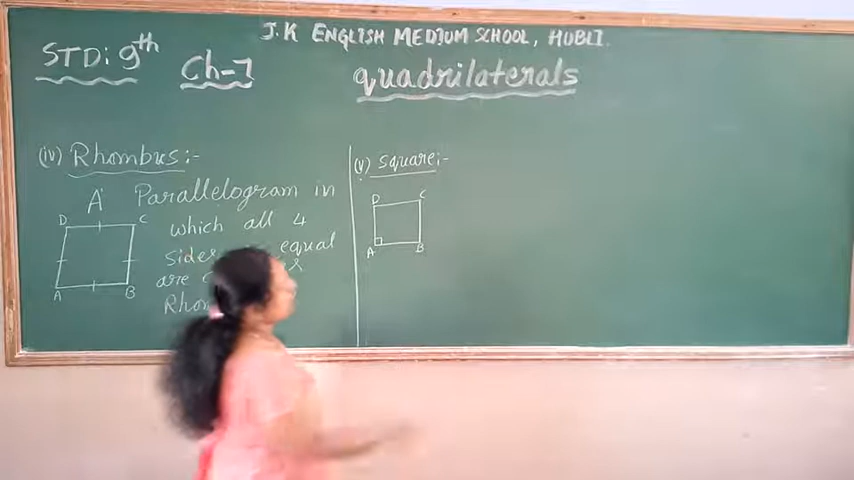 J.K ENGLISH MEDIUM SCHOOL, HUBLI.
STD: 9th
Ch-7
quadrilaterals
(iv) Rhombus:-
A Parallelogram in
which all 4
equal
are
D
C
A
B
(v) square:-
D
C
A
B